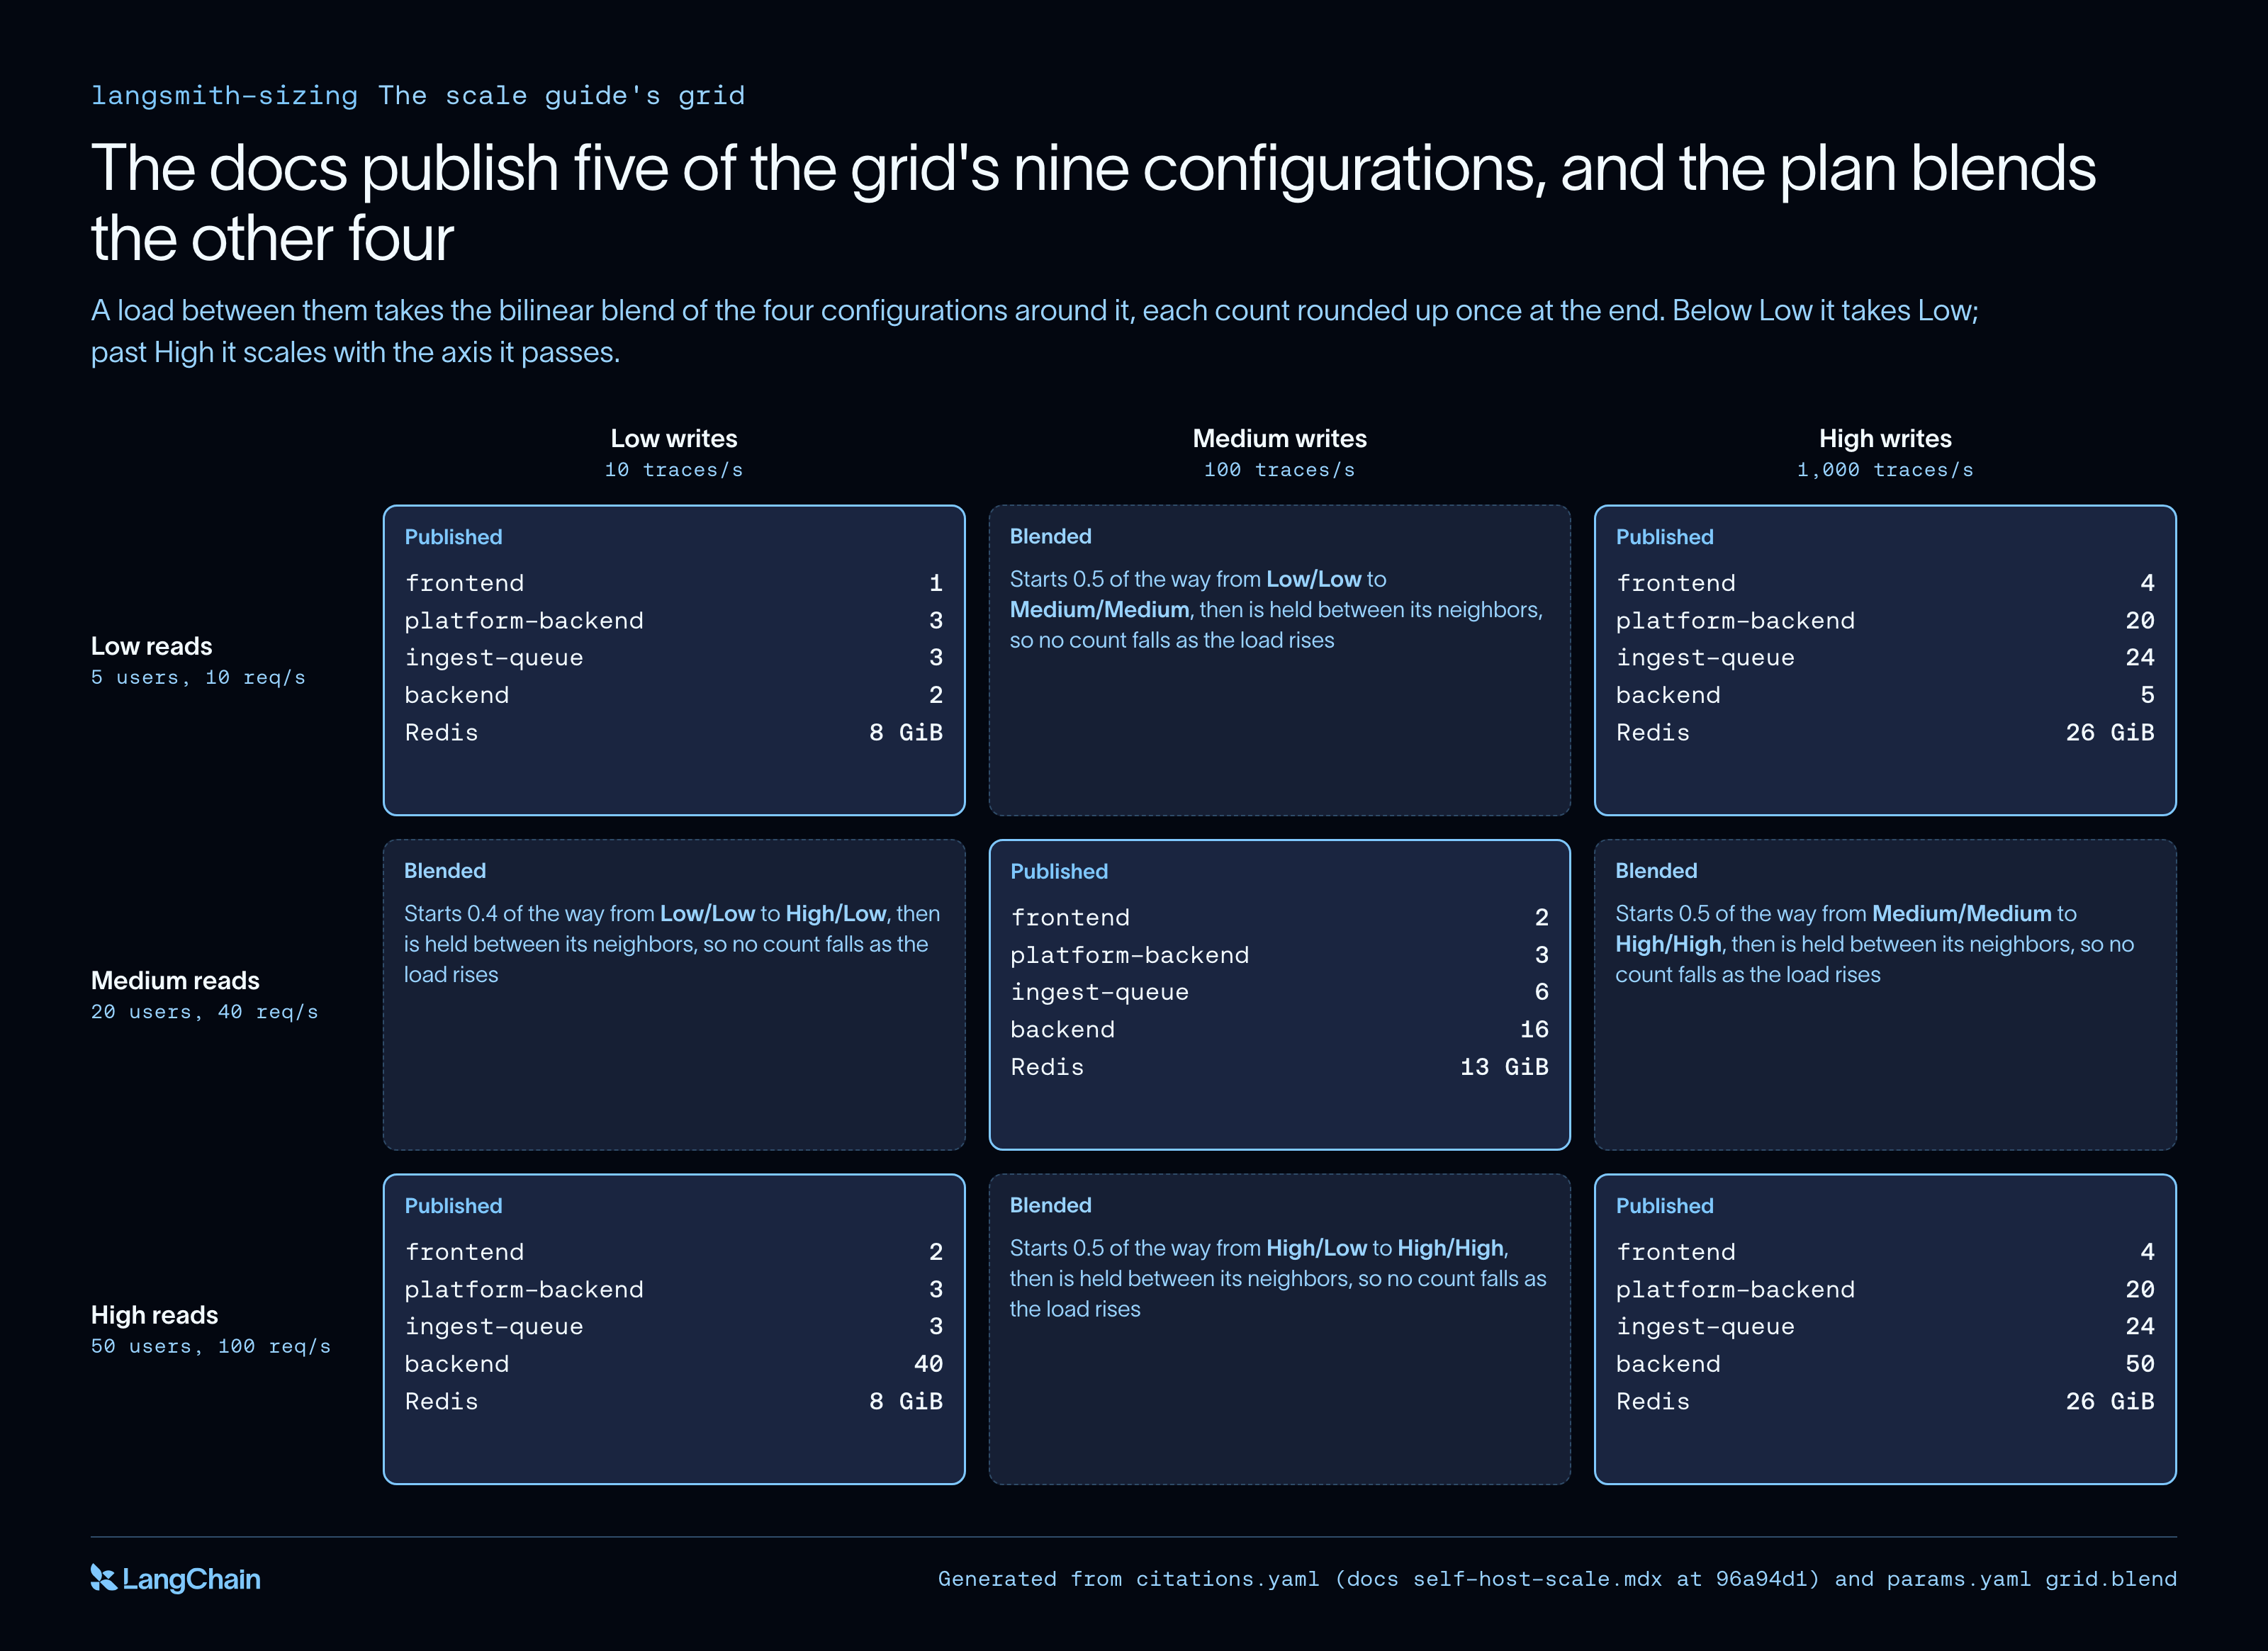 langsmith-sizing The scale guide's grid
The docs publish five of the grid's nine configurations, and the plan blends
the other four
A load between them takes the bilinear blend of the four configurations around it, each count rounded up once at the end. Below Low it takes Low;
past High it scales with the axis it passes.
Low writes
10 traces/s
Medium writes
100 traces/s
High writes
1,000 traces/s
Low reads
5 users, 10 req/s
Published
frontend 1
platform-backend 3
ingest-queue 3
backend 2
Redis 8 GiB
Blended
Starts 0.5 of the way from Low/Low to
Medium/Medium, then is held between its neighbors,
so no count falls as the load rises
Published
frontend 4
platform-backend 20
ingest-queue 24
backend 5
Redis 26 GiB
Medium reads
20 users, 40 req/s
Blended
Starts 0.4 of the way from Low/Low to High/Low, then
is held between its neighbors, so no count falls as the
load rises
Published
frontend 2
platform-backend 3
ingest-queue 6
backend 16
Redis 13 GiB
Blended
Starts 0.5 of the way from Medium/Medium to
High/High, then is held between its neighbors, so no
count falls as the load rises
High reads
50 users, 100 req/s
Published
frontend 2
platform-backend 3
ingest-queue 3
backend 40
Redis 8 GiB
Blended
Starts 0.5 of the way from High/Low to High/High,
then is held between its neighbors, so no count falls as
the load rises
Published
frontend 4
platform-backend 20
ingest-queue 24
backend 50
Redis 26 GiB
LangChain
Generated from citations.yaml (docs self-host-scale.mdx at 96a94d1) and params.yaml grid.blend